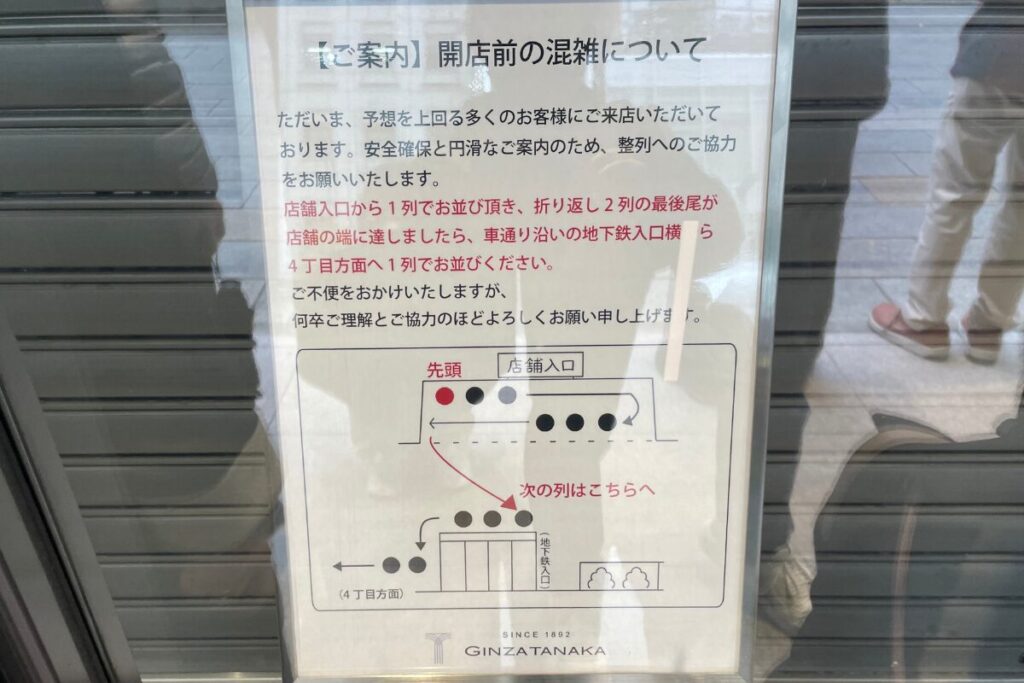 【ご案内】開店前の混雑について
ただいま、予想を上回る多くのお客様にご来店いただいて
おります。安全確保と円滑なご案内のため、整列へのご協力
をお願いいたします。
店舗入口から1列でお並び頂き、折り返し2列の最後尾が
店舗の端に達しましたら、車通り沿いの地下鉄入口横 ら
4丁目方面へ1列でお並びください。
ご不便をおかけいたしますが、
何卒ご理解とご協力のほどよろしくお願い申し上げます。
先頭
店舗入口
次の列はこちらへ
(地下鉄入口)
(4丁目方面)
SINCE 1892
GINZA TANAKA